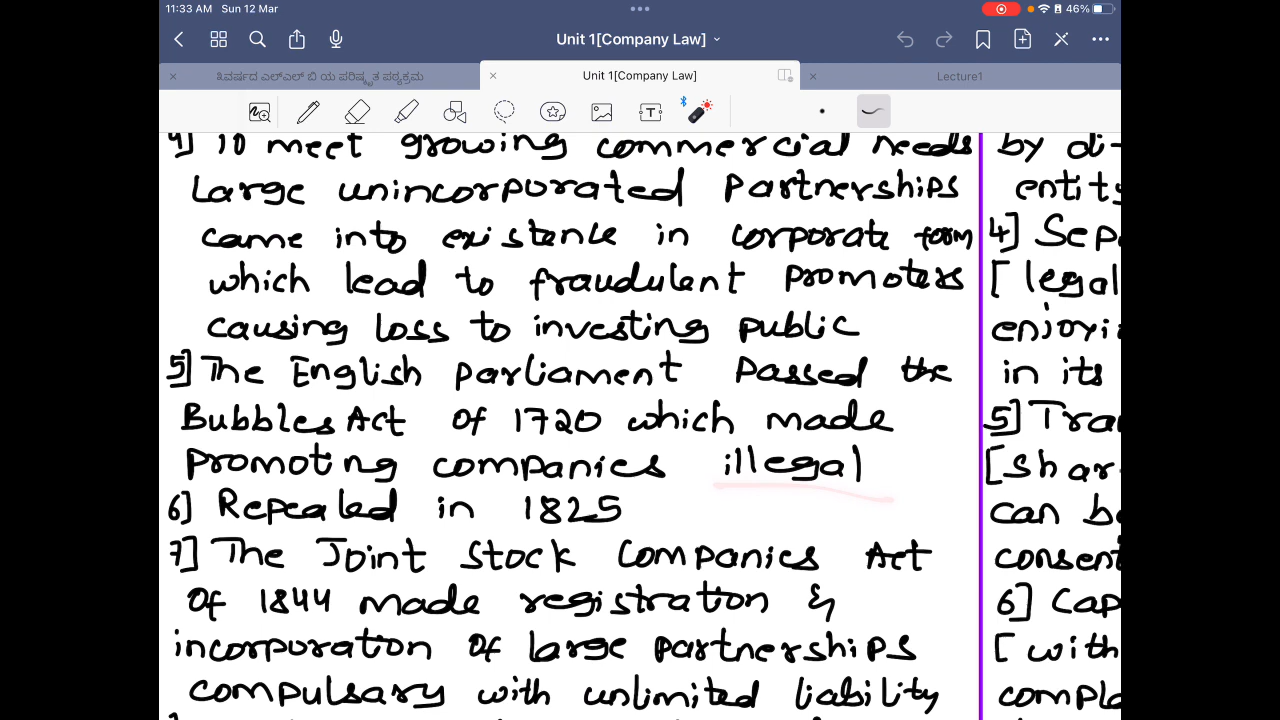 11:33 AM Sun 12 Mar
46%
Unit 1[Company Law]
೩ವರ್ಷದ ಎಲ್ಎಲ್ ಬಿ ಯ ಪರಿಷ್ಕೃತ ಪಠ್ಯಕ್ರಮ
Unit 1[Company Law]
Lecture1
4] To meet growing commercial needs
Large unincorporated Partnerships
came into existence in corporate form
which lead to fraudulent promoters
causing loss to investing public
5] The English parliament passed the
Bubbles Act of 1720 which made
promoting companies illegal
6] Repealed in 1825
7] The Joint Stock Companies Act
Of 1844 made registration &
incorporation of large partnerships
compulsary with unlimited liability
by di
entity
4] Sep
[legal
enjoyi
in its
5] Tra
[shar
can be
consent
6] Cap
[with
compla